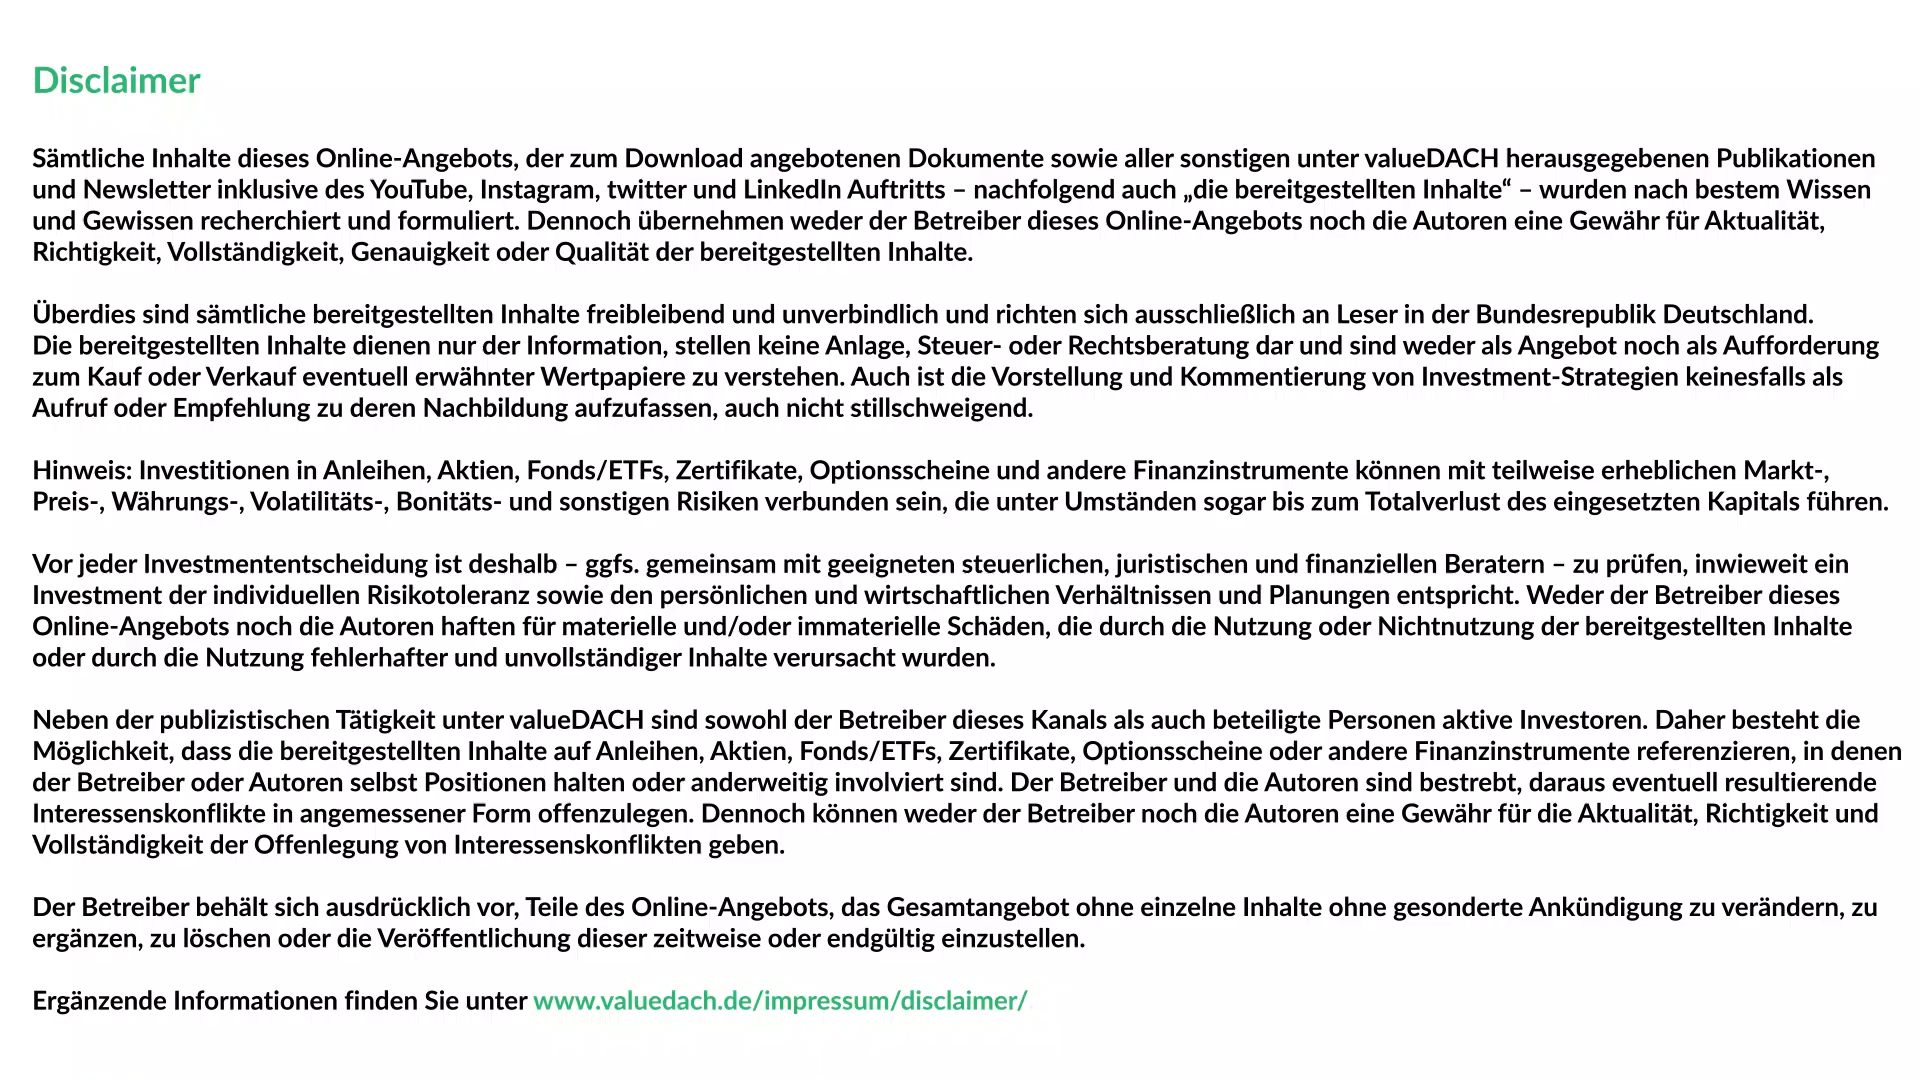 Disclaimer
Sämtliche Inhalte dieses Online-Angebots, der zum Download angebotenen Dokumente sowie aller sonstigen unter valueDACH herausgegebenen Publikationen
und Newsletter inklusive des YouTube, Instagram, twitter und LinkedIn Auftritts – nachfolgend auch „die bereitgestellten Inhalte“ – wurden nach bestem Wissen
und Gewissen recherchiert und formuliert. Dennoch übernehmen weder der Betreiber dieses Online-Angebots noch die Autoren eine Gewähr für Aktualität,
Richtigkeit, Vollständigkeit, Genauigkeit oder Qualität der bereitgestellten Inhalte.
Überdies sind sämtliche bereitgestellten Inhalte freibleibend und unverbindlich und richten sich ausschließlich an Leser in der Bundesrepublik Deutschland.
Die bereitgestellten Inhalte dienen nur der Information, stellen keine Anlage, Steuer- oder Rechtsberatung dar und sind weder als Angebot noch als Aufforderung
zum Kauf oder Verkauf eventuell erwähnter Wertpapiere zu verstehen. Auch ist die Vorstellung und Kommentierung von Investment-Strategien keinesfalls als
Aufruf oder Empfehlung zu deren Nachbildung aufzufassen, auch nicht stillschweigend.
Hinweis: Investitionen in Anleihen, Aktien, Fonds/ETFs, Zertifikate, Optionsscheine und andere Finanzinstrumente können mit teilweise erheblichen Markt-,
Preis-, Währungs-, Volatilitäts-, Bonitäts- und sonstigen Risiken verbunden sein, die unter Umständen sogar bis zum Totalverlust des eingesetzten Kapitals führen.
Vor jeder Investmententscheidung ist deshalb – ggfs. gemeinsam mit geeigneten steuerlichen, juristischen und finanziellen Beratern – zu prüfen, inwieweit ein
Investment der individuellen Risikotoleranz sowie den persönlichen und wirtschaftlichen Verhältnissen und Planungen entspricht. Weder der Betreiber dieses
Online-Angebots noch die Autoren haften für materielle und/oder immaterielle Schäden, die durch die Nutzung oder Nichtnutzung der bereitgestellten Inhalte
oder durch die Nutzung fehlerhafter und unvollständiger Inhalte verursacht wurden.
Neben der publizistischen Tätigkeit unter valueDACH sind sowohl der Betreiber dieses Kanals als auch beteiligte Personen aktive Investoren. Daher besteht die
Möglichkeit, dass die bereitgestellten Inhalte auf Anleihen, Aktien, Fonds/ETFs, Zertifikate, Optionsscheine oder andere Finanzinstrumente referenzieren, in denen
der Betreiber oder Autoren selbst Positionen halten oder anderweitig involviert sind. Der Betreiber und die Autoren sind bestrebt, daraus eventuell resultierende
Interessenskonflikte in angemessener Form offenzulegen. Dennoch können weder der Betreiber noch die Autoren eine Gewähr für die Aktualität, Richtigkeit und
Vollständigkeit der Offenlegung von Interessenskonflikten geben.
Der Betreiber behält sich ausdrücklich vor, Teile des Online-Angebots, das Gesamtangebot ohne einzelne Inhalte ohne gesonderte Ankündigung zu verändern, zu
ergänzen, zu löschen oder die Veröffentlichung dieser zeitweise oder endgültig einzustellen.
Ergänzende Informationen finden Sie unter www.valuedach.de/impressum/disclaimer/